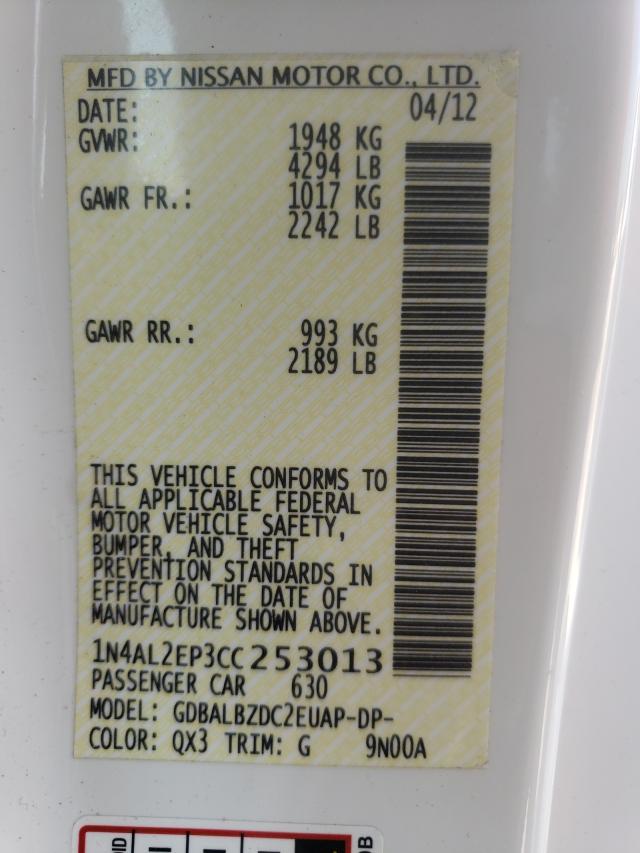 MFD BY NISSAN MOTOR CO., LTD.
DATE: 04/12
GVWR: 1948 KG
4294 LB
GAWR FR.: 1017 KG
2242 LB
GAWR RR.: 993 KG
2189 LB
THIS VEHICLE CONFORMS TO
ALL APPLICABLE FEDERAL
MOTOR VEHICLE SAFETY,
BUMPER, AND THEFT
PREVENTION STANDARDS IN
EFFECT ON THE DATE OF
MANUFACTURE SHOWN ABOVE.
1N4AL2EP3CC253013
PASSENGER CAR 630
MODEL: GDBALBZDC2EUAP-DP-
COLOR: QX3 TRIM: G 9N00A